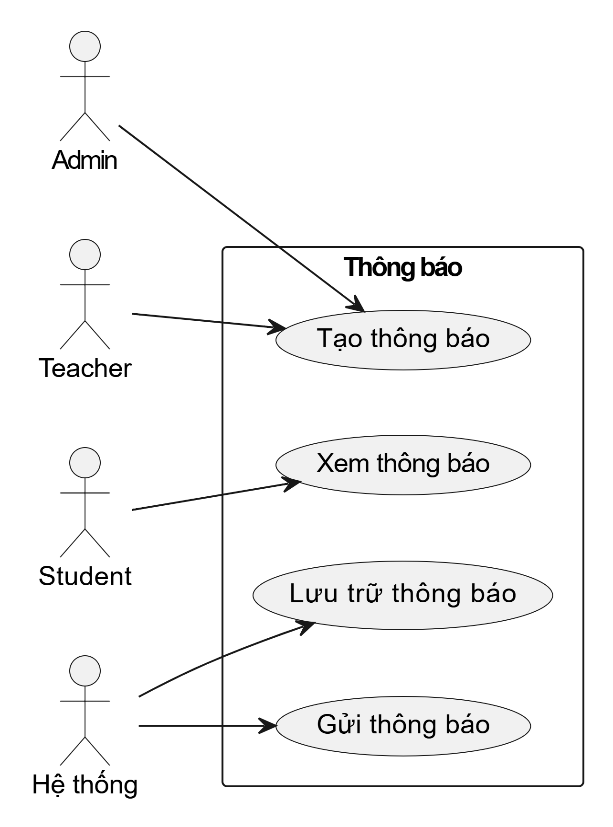 Admin
Thông báo
Tạo thông báo
Teacher
Xem thông báo
Student
Lưu trữ thông báo
Gửi thông báo
Hệ thống